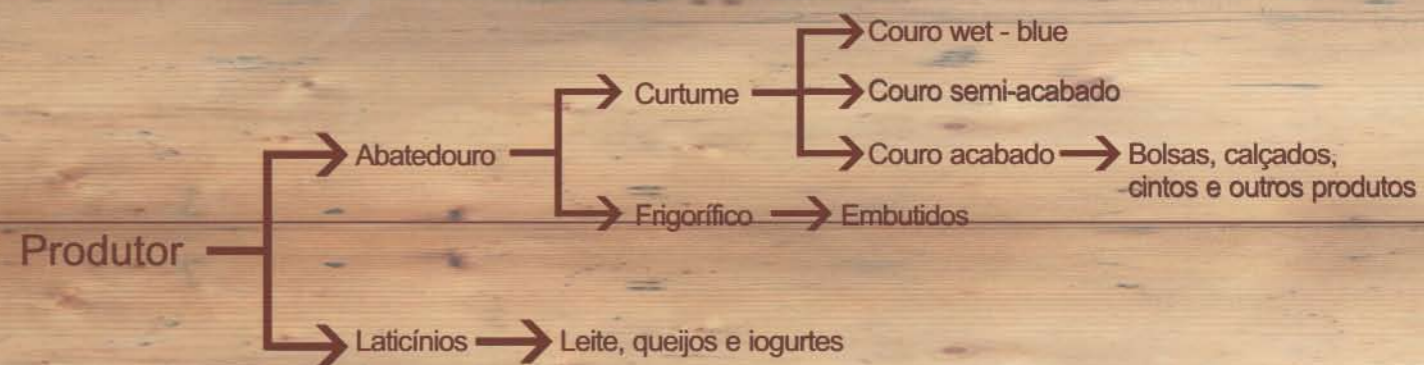 Couro wet - blue
Curtume
Couro semi-acabado
Abatedouro
Couro acabado
Bolsas, calçados,
cintos e outros produtos
Frigorífico
Embutidos
Produtor
Laticínios
Leite, queijos e iogurtes